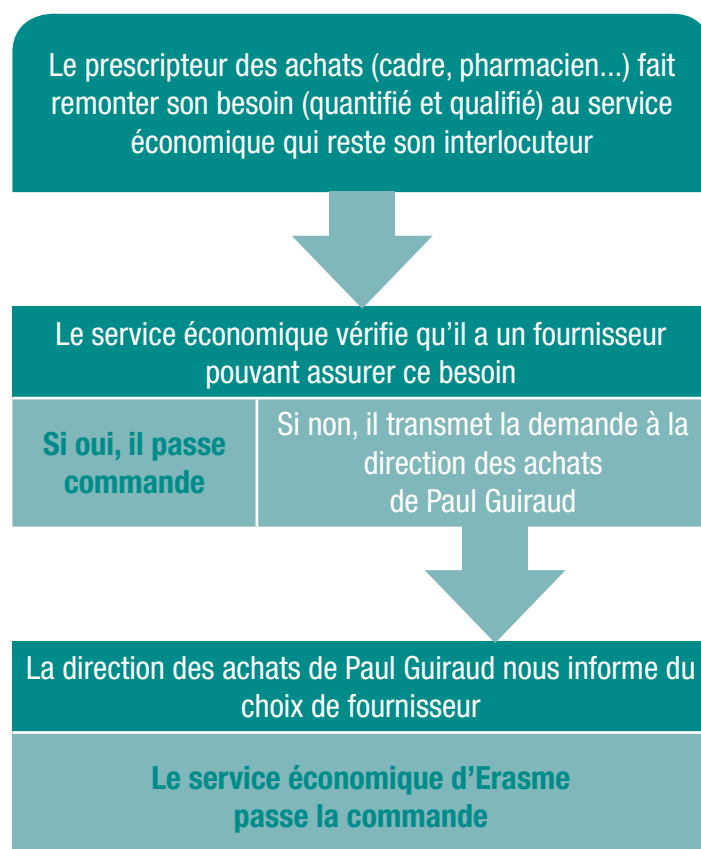 Le prescripteur des achats (cadre, pharmacien...) fait
remonter son besoin (quantifié et qualifié) au service
économique qui reste son interlocuteur
Le service économique vérifie qu’il a un fournisseur
pouvant assurer ce besoin
Si oui, il passe
commande
Si non, il transmet la demande à la
direction des achats
de Paul Guiraud
La direction des achats de Paul Guiraud nous informe du
choix de fournisseur
Le service économique d’Erasme
passe la commande